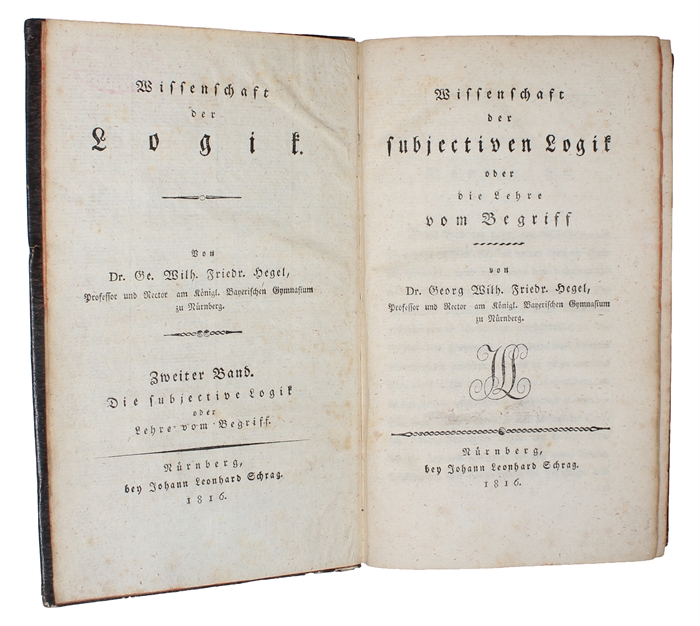 Wissenschaft
der
Logik.
Von
Dr. Ge. Wilh. Friedr. Hegel,
Professor und Rector am Königl. Bayerischen Gymnasium
zu Nürnberg.
Zweiter Band.
Die subjective Logik
oder
Lehre vom Begriff.
Nürnberg,
bey Johann Leonhard Schrag.
1816.
Wissenschaft
der
subjectiven Logik
oder
die Lehre
vom Begriff
von
Dr. Georg Wilh. Friedr. Hegel,
Professor und Rector am Königl. Bayerischen Gymnasium
zu Nürnberg.
Nürnberg,
bey Johann Leonhard Schrag.
1816.